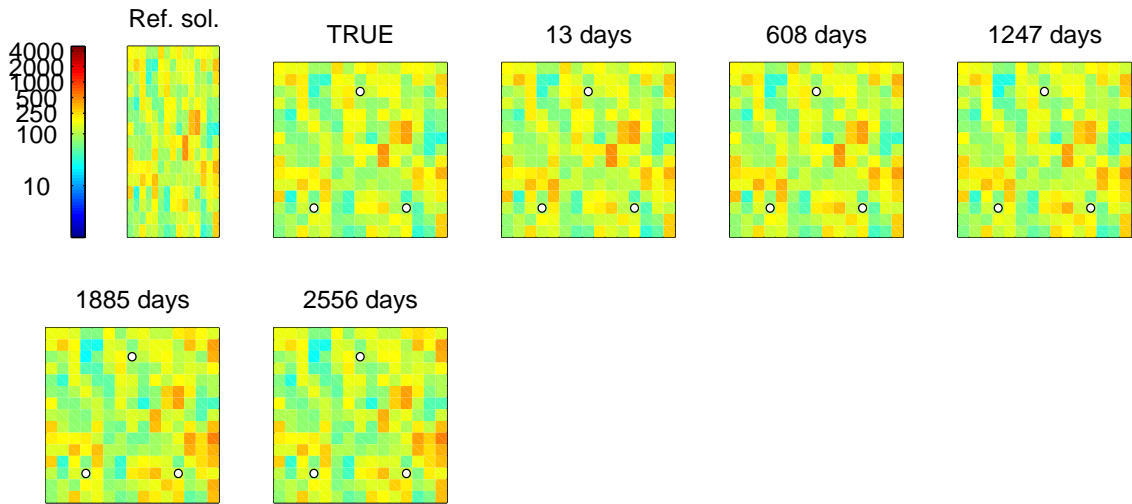 Ref. sol.
TRUE
13 days
608 days
1247 days
4000
2000
1000
500
250
100
10
1885 days
2556 days